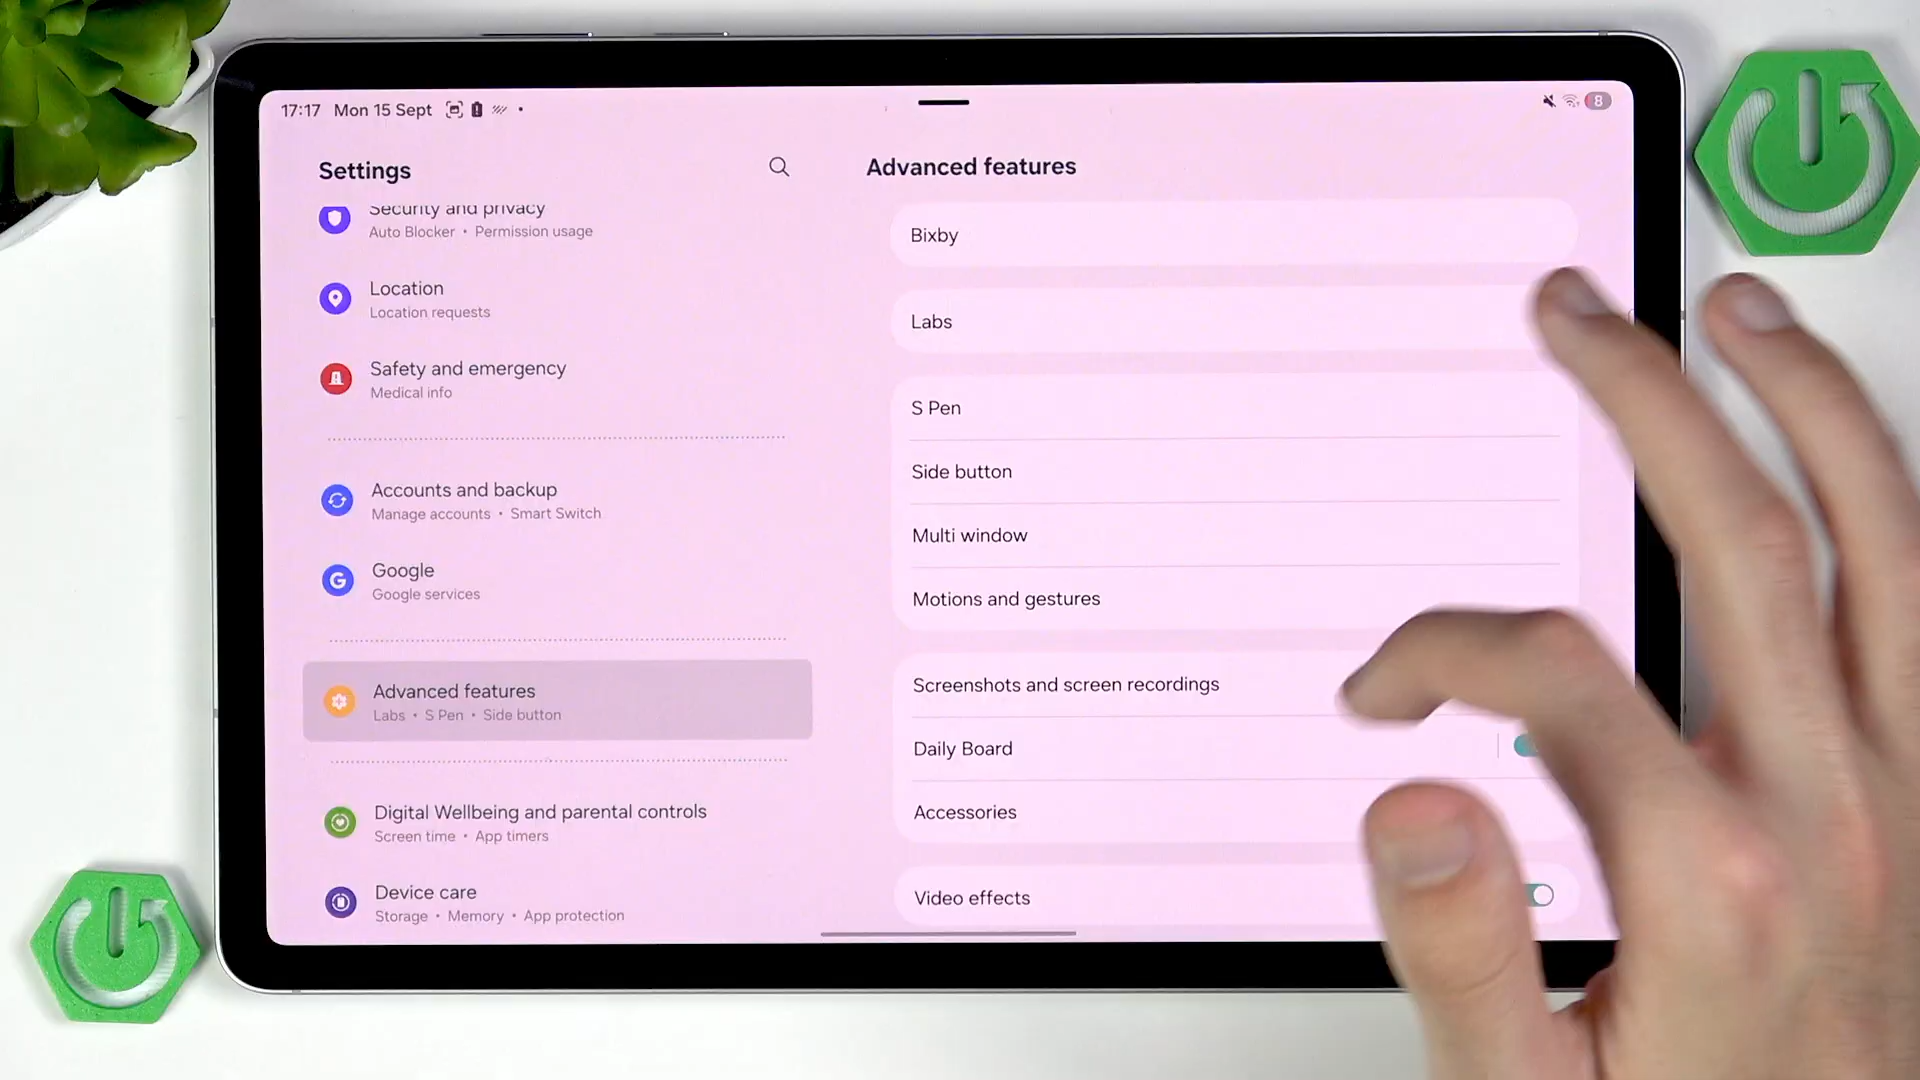 17:17 Mon 15 Sept
8
Settings
Security and privacy
Auto Blocker • Permission usage
Location
Location requests
Safety and emergency
Medical info
Accounts and backup
Manage accounts • Smart Switch
Google
Google services
Advanced features
Labs • S Pen • Side button
Digital Wellbeing and parental controls
Screen time • App timers
Device care
Storage • Memory • App protection
Advanced features
Bixby
Labs
S Pen
Side button
Multi window
Motions and gestures
Screenshots and screen recordings
Daily Board
Accessories
Video effects